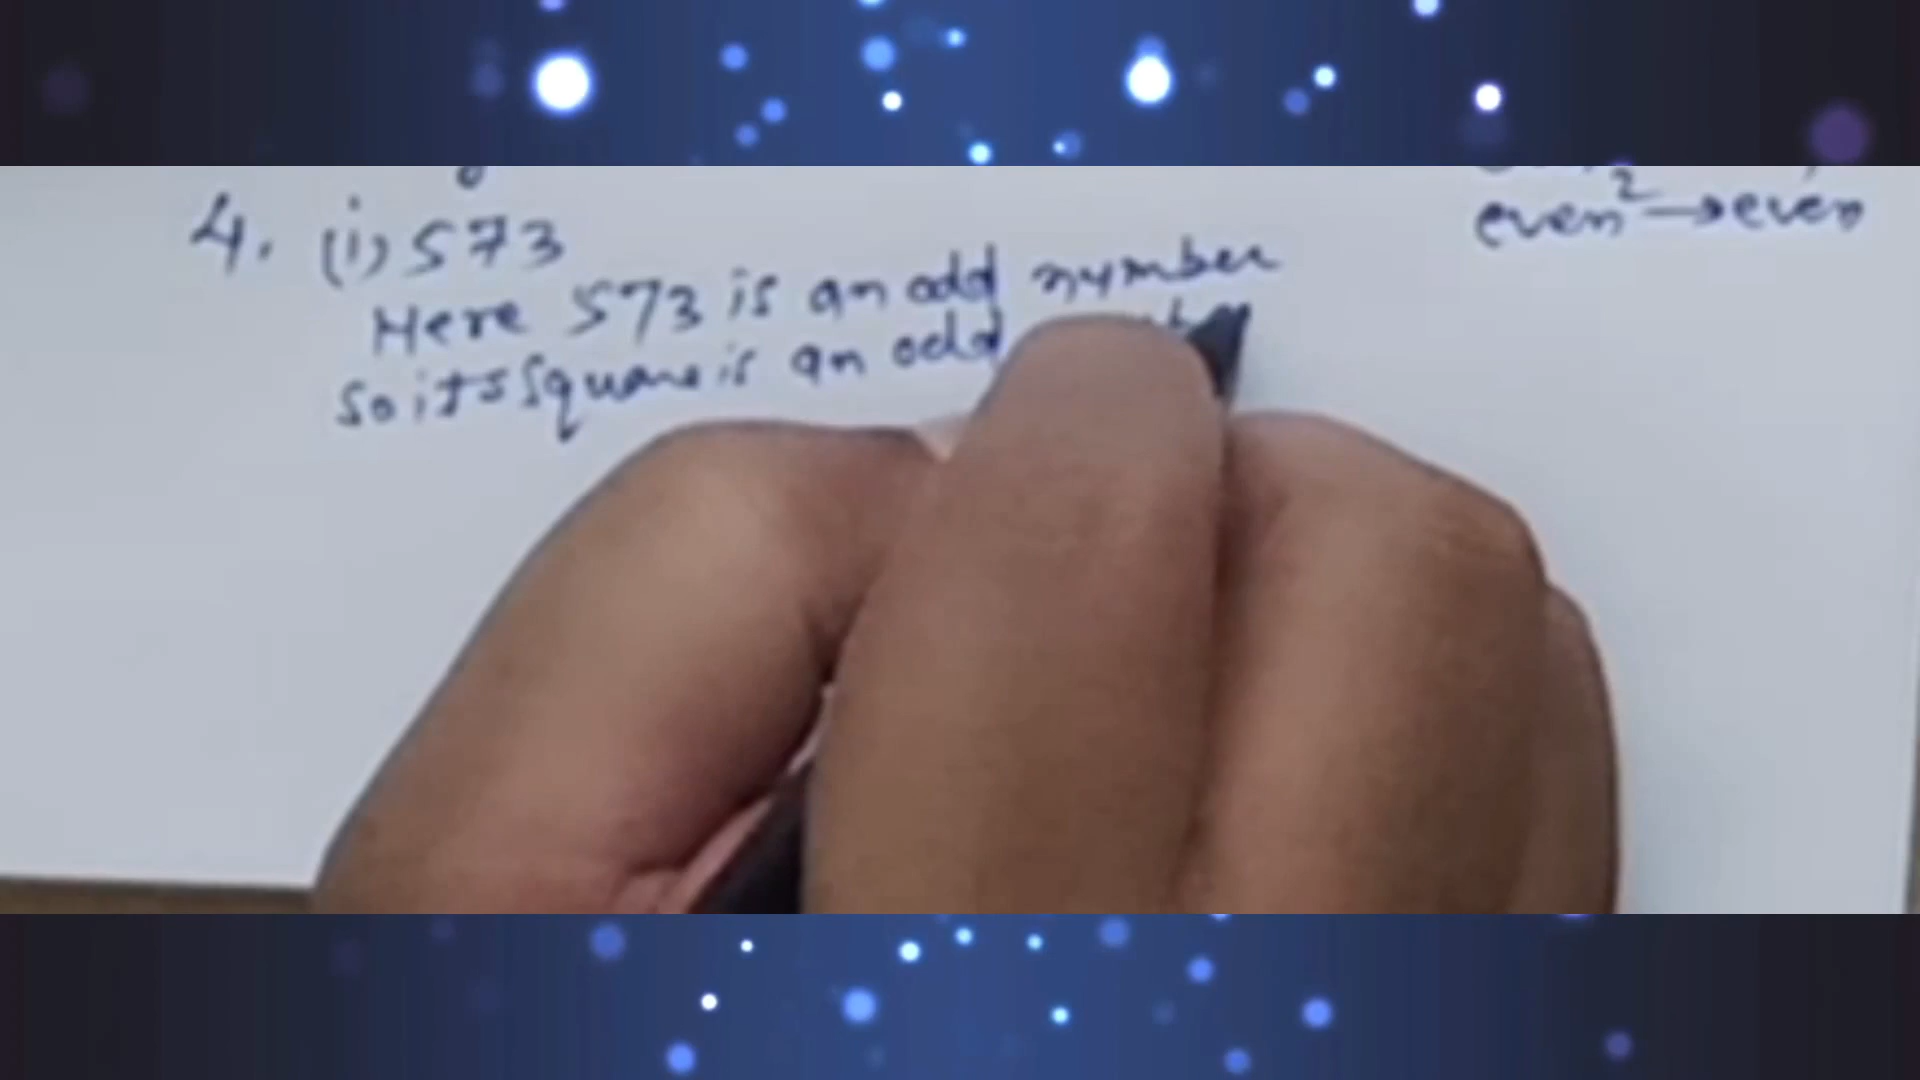 4. (i) 573
even² → even
Here 573 is an odd number
so its square is an odd